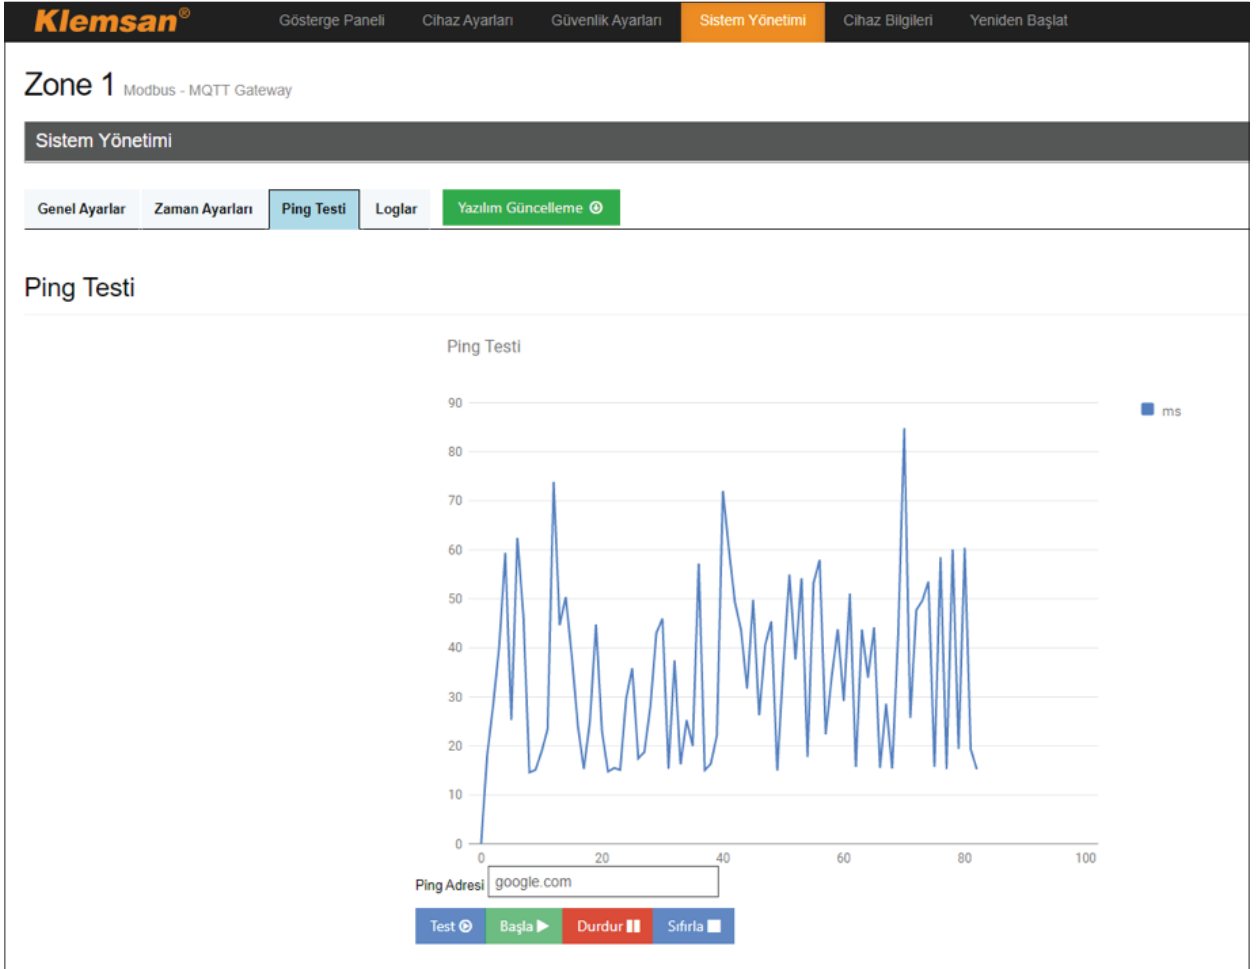 Klemsan® Gösterge Paneli Cihaz Ayarları Güvenlik Ayarları Sistem Yönetimi Cihaz Bilgileri Yeniden Başlat
Zone 1 Modbus - MQTT Gateway
Sistem Yönetimi
Genel Ayarlar Zaman Ayarları Ping Testi Loglar Yazılım Güncelleme
Ping Testi
Ping Testi
90
ms
80
70
60
50
40
30
20
10
0
0 20 40 60 80 100
Ping Adresi google.com
Test Başla Durdur Sıfırla